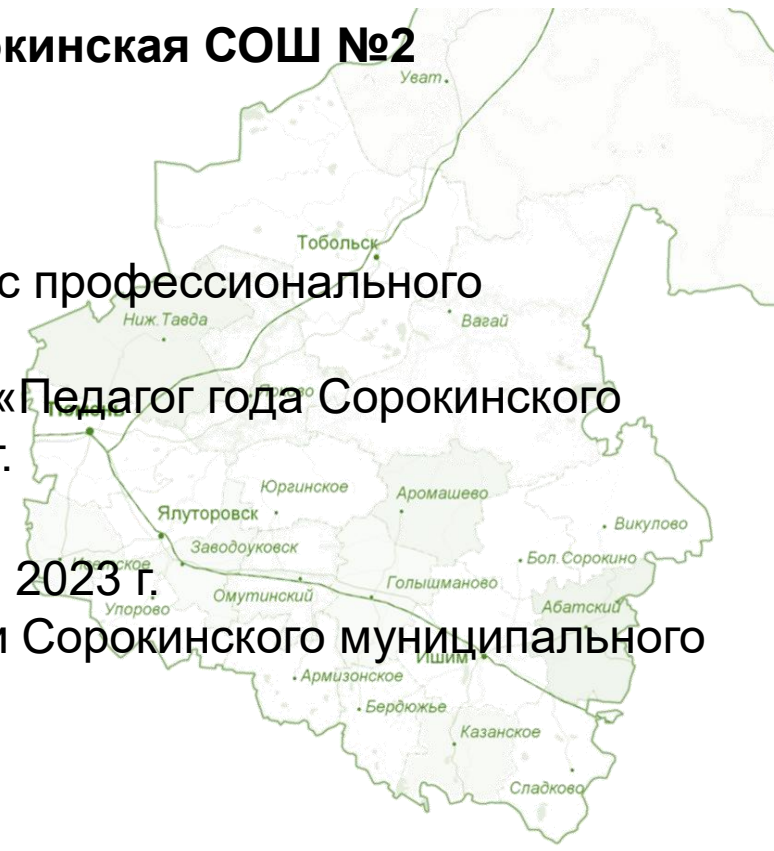 окинская СОШ №2
Уват
Тобольск
с профессионального
Ниж.Тавда
Вагай
«Педагог года Сорокинского
г.
Юргинское
Аромашево
Ялуторовск
Викулово
Заводоуковск
Бол.Сорокино
2023 г.
Голышманово
Омутинский
Абатский
Упорово
и Сорокинского муниципального
Ишим
Армизонское
Бердюжье
Казанское
Сладково